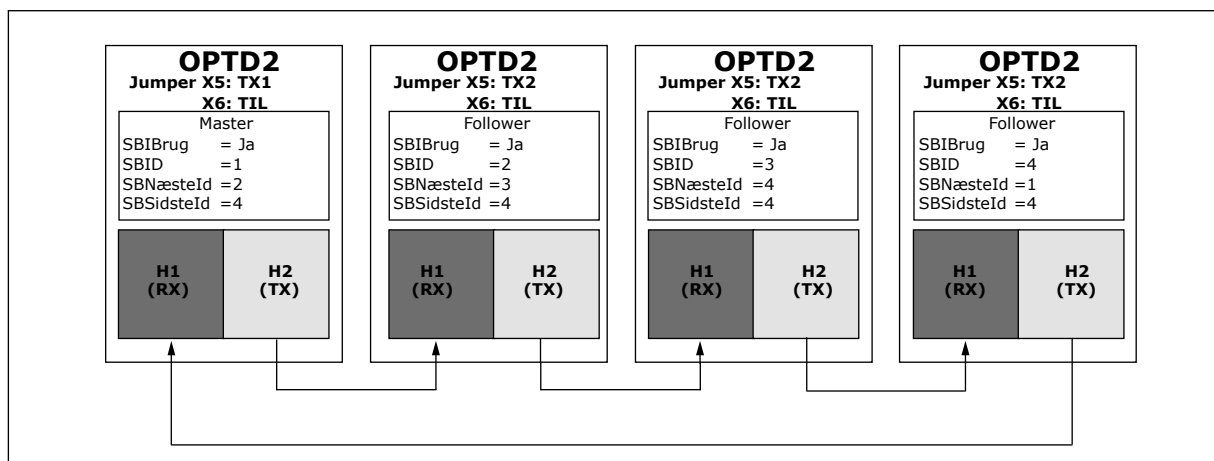 OPTD2
Jumper X5: TX1
X6: TIL
Master
SBIBrug = Ja
SBID =1
SBNæsteId =2
SBSidsteId =4
H1
(RX)
H2
(TX)
OPTD2
Jumper X5: TX2
X6: TIL
Follower
SBIBrug = Ja
SBID =2
SBNæsteId =3
SBSidsteId =4
H1
(RX)
H2
(TX)
OPTD2
Jumper X5: TX2
X6: TIL
Follower
SBIBrug = Ja
SBID =3
SBNæsteId =4
SBSidsteId =4
H1
(RX)
H2
(TX)
OPTD2
Jumper X5: TX2
X6: TIL
Follower
SBIBrug = Ja
SBID =4
SBNæsteId =1
SBSidsteId =4
H1
(RX)
H2
(TX)